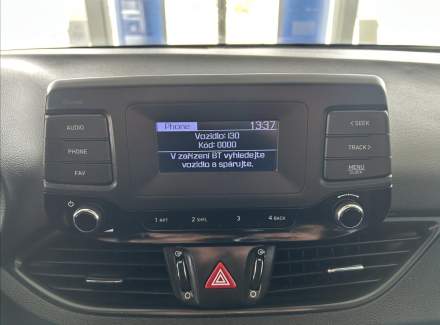 Phone 13:37
Vozidlo: I30
Kód: 0000
V zařízení BT vyhledejte
vozidlo a spárujte.
AUDIO
PHONE
FAV
< SEEK
TRACK >
MENU
CLOCK
1 RPT 2 SHFL 3 4 BACK